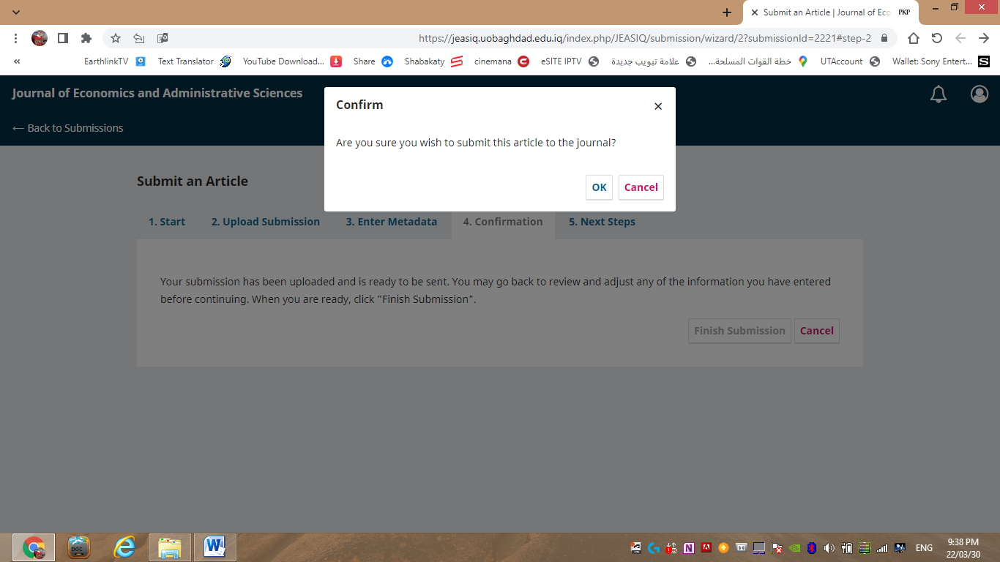 Submit an Article | Journal of Eco
PKP
https://jeasiq.uobaghdad.edu.iq/index.php/JEASIQ/submission/wizard/2?submissionId=2221#step-2
« EarthlinkTV Text Translator YouTube Download... Share Shabakaty cinemana eSITE IPTV علامة تبويب جديدة خطة القوات المسلحة... UTAccount Wallet: Sony Entert...
Journal of Economics and Administrative Sciences
← Back to Submissions
Confirm
Are you sure you wish to submit this article to the journal?
OK Cancel
Submit an Article
1. Start 2. Upload Submission 3. Enter Metadata 4. Confirmation 5. Next Steps
Your submission has been uploaded and is ready to be sent. You may go back to review and adjust any of the information you have entered
before continuing. When you are ready, click "Finish Submission".
Finish Submission Cancel
DOC
ENG
9:38 PM
22/03/30